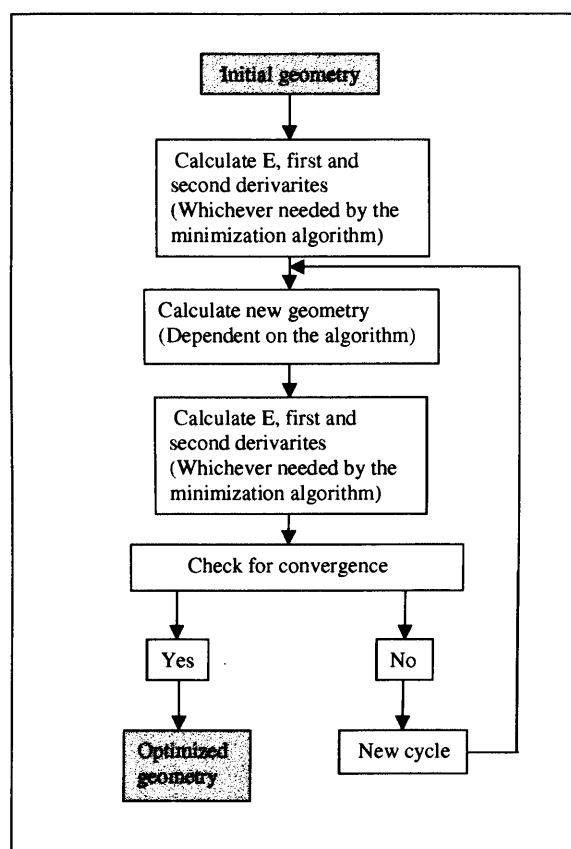 Initial geometry
Calculate E, first and
second derivarites
(Whichever needed by the
minimization algorithm)
Calculate new geometry
(Dependent on the algorithm)
Calculate E, first and
second derivarites
(Whichever needed by the
minimization algorithm)
Check for convergence
Yes
No
Optimized
geometry
New cycle